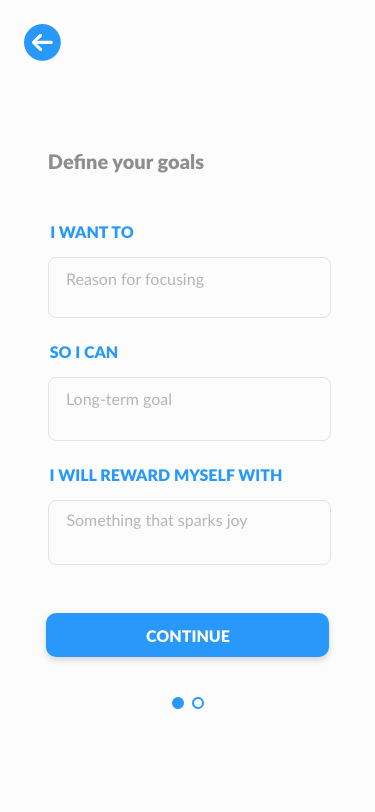 Define your goals
I WANT TO
Reason for focusing
SO I CAN
Long-term goal
I WILL REWARD MYSELF WITH
Something that sparks joy
CONTINUE